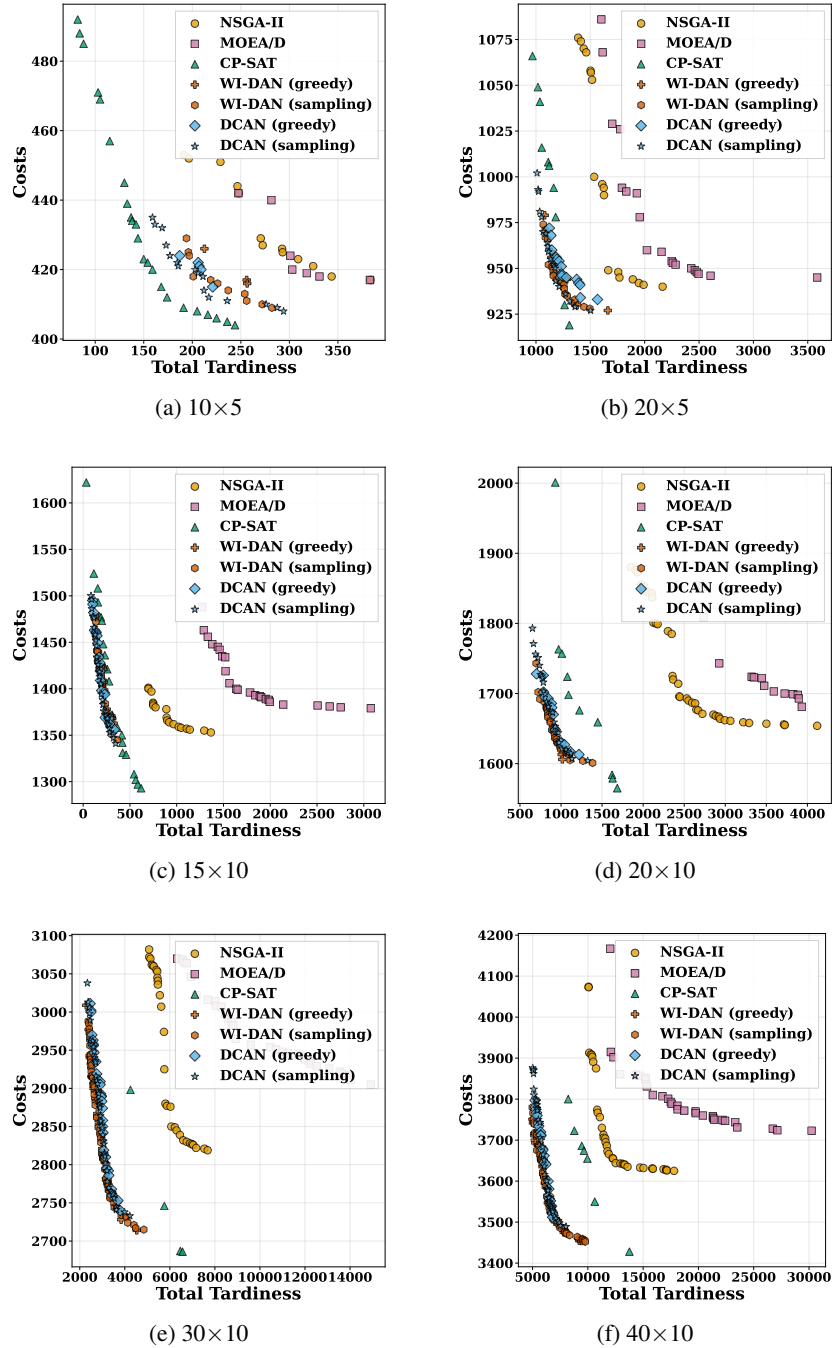 480
460
440
420
400
Costs
NSGA-II
MOEA/D
CP-SAT
WI-DAN (greedy)
WI-DAN (sampling)
DCAN (greedy)
DCAN (sampling)
100 150 200 250 300 350
Total Tardiness
(a) 10×5
1075
1050
1025
1000
975
950
925
Costs
NSGA-II
MOEA/D
CP-SAT
WI-DAN (greedy)
WI-DAN (sampling)
DCAN (greedy)
DCAN (sampling)
1000 1500 2000 2500 3000 3500
Total Tardiness
(b) 20×5
1600
1550
1500
1450
1400
1350
1300
Costs
NSGA-II
MOEA/D
CP-SAT
WI-DAN (greedy)
WI-DAN (sampling)
DCAN (greedy)
DCAN (sampling)
0 500 1000 1500 2000 2500 3000
Total Tardiness
(c) 15×10
2000
1900
1800
1700
1600
Costs
NSGA-II
MOEA/D
CP-SAT
WI-DAN (greedy)
WI-DAN (sampling)
DCAN (greedy)
DCAN (sampling)
500 1000 1500 2000 2500 3000 3500 4000
Total Tardiness
(d) 20×10
3100
3050
3000
2950
2900
2850
2800
2750
2700
Costs
NSGA-II
MOEA/D
CP-SAT
WI-DAN (greedy)
WI-DAN (sampling)
DCAN (greedy)
DCAN (sampling)
2000 4000 6000 8000 10000 12000 14000
Total Tardiness
(e) 30×10
4200
4100
4000
3900
3800
3700
3600
3500
3400
Costs
NSGA-II
MOEA/D
CP-SAT
WI-DAN (greedy)
WI-DAN (sampling)
DCAN (greedy)
DCAN (sampling)
5000 10000 15000 20000 25000 30000
Total Tardiness
(f) 40×10